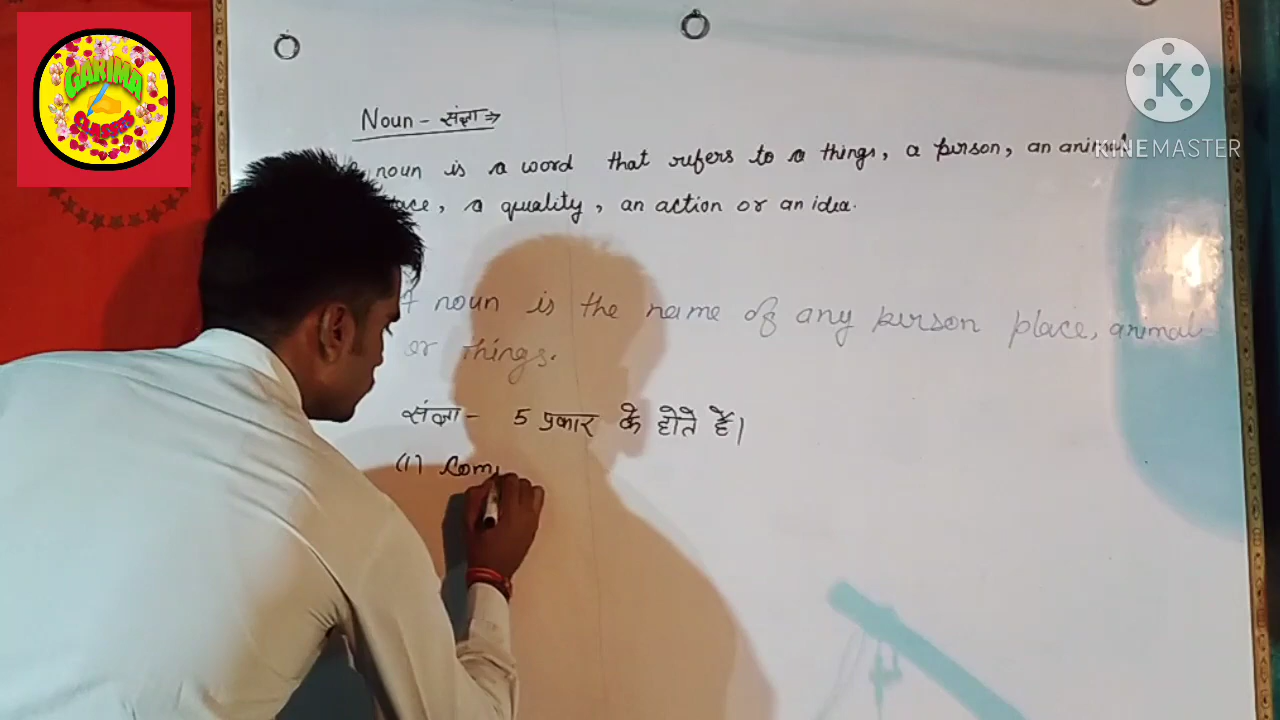 GARIMA
CLASSES
K
KINEMASTER
Noun - संज्ञा ⇒
noun is a word that refers to a things, a person, an animal
, a quality, an action or an idea.
A noun is the name of any person place, animal
or things.
संज्ञा - 5 प्रकार के होते हैं।
(1) Com